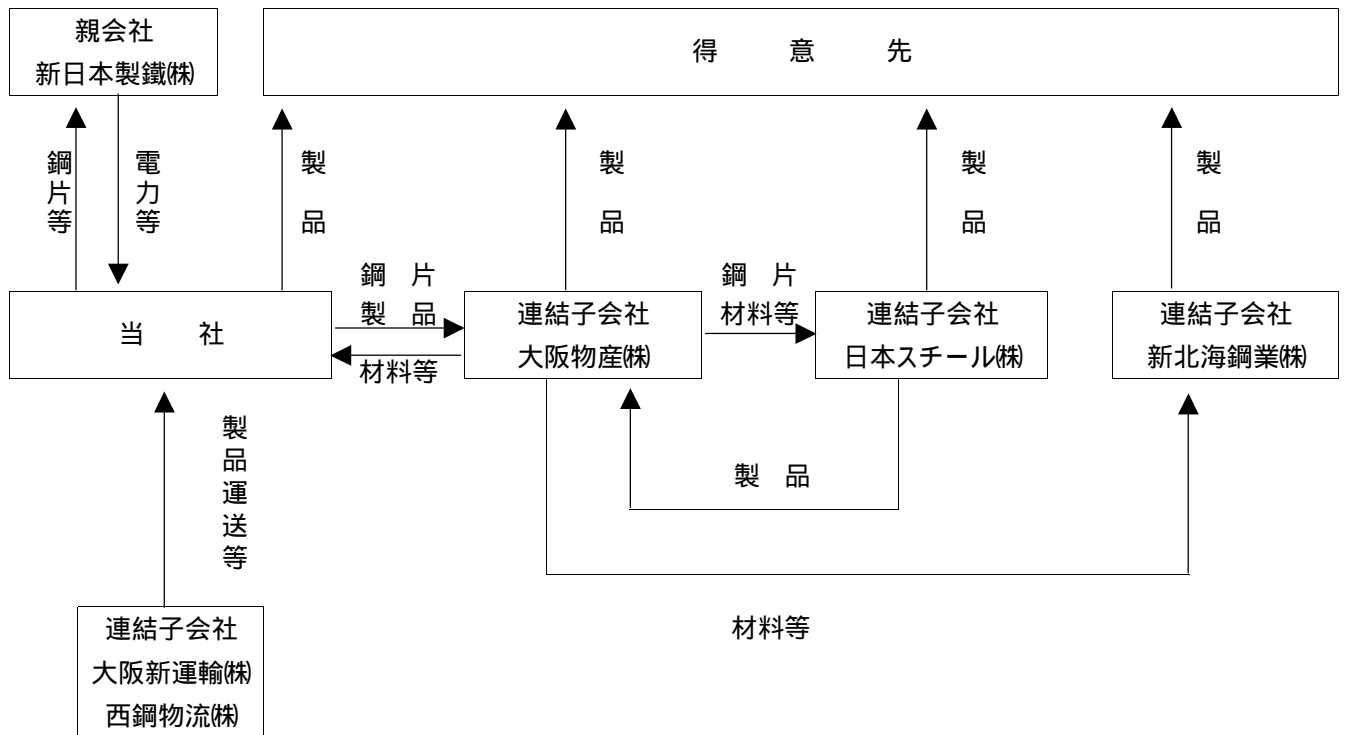 親会社
新日本製鐵㈱
得 意 先
鋼片等
電力等
製品
製品
製品
製品
鋼 片
製 品
材料等
鋼 片
材料等
当 社
連結子会社
大阪物産㈱
連結子会社
日本スチール㈱
連結子会社
新北海鋼業㈱
製品運送等
製 品
材料等
連結子会社
大阪新運輸㈱
西鋼物流㈱